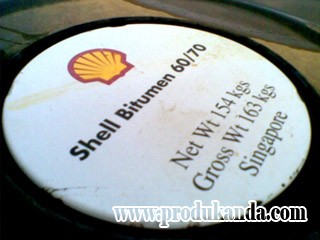 Shell Bitumen 60/70
Net Wt 154 kgs
Gross Wt 163 kgs
Singapore
www.produkanda.com